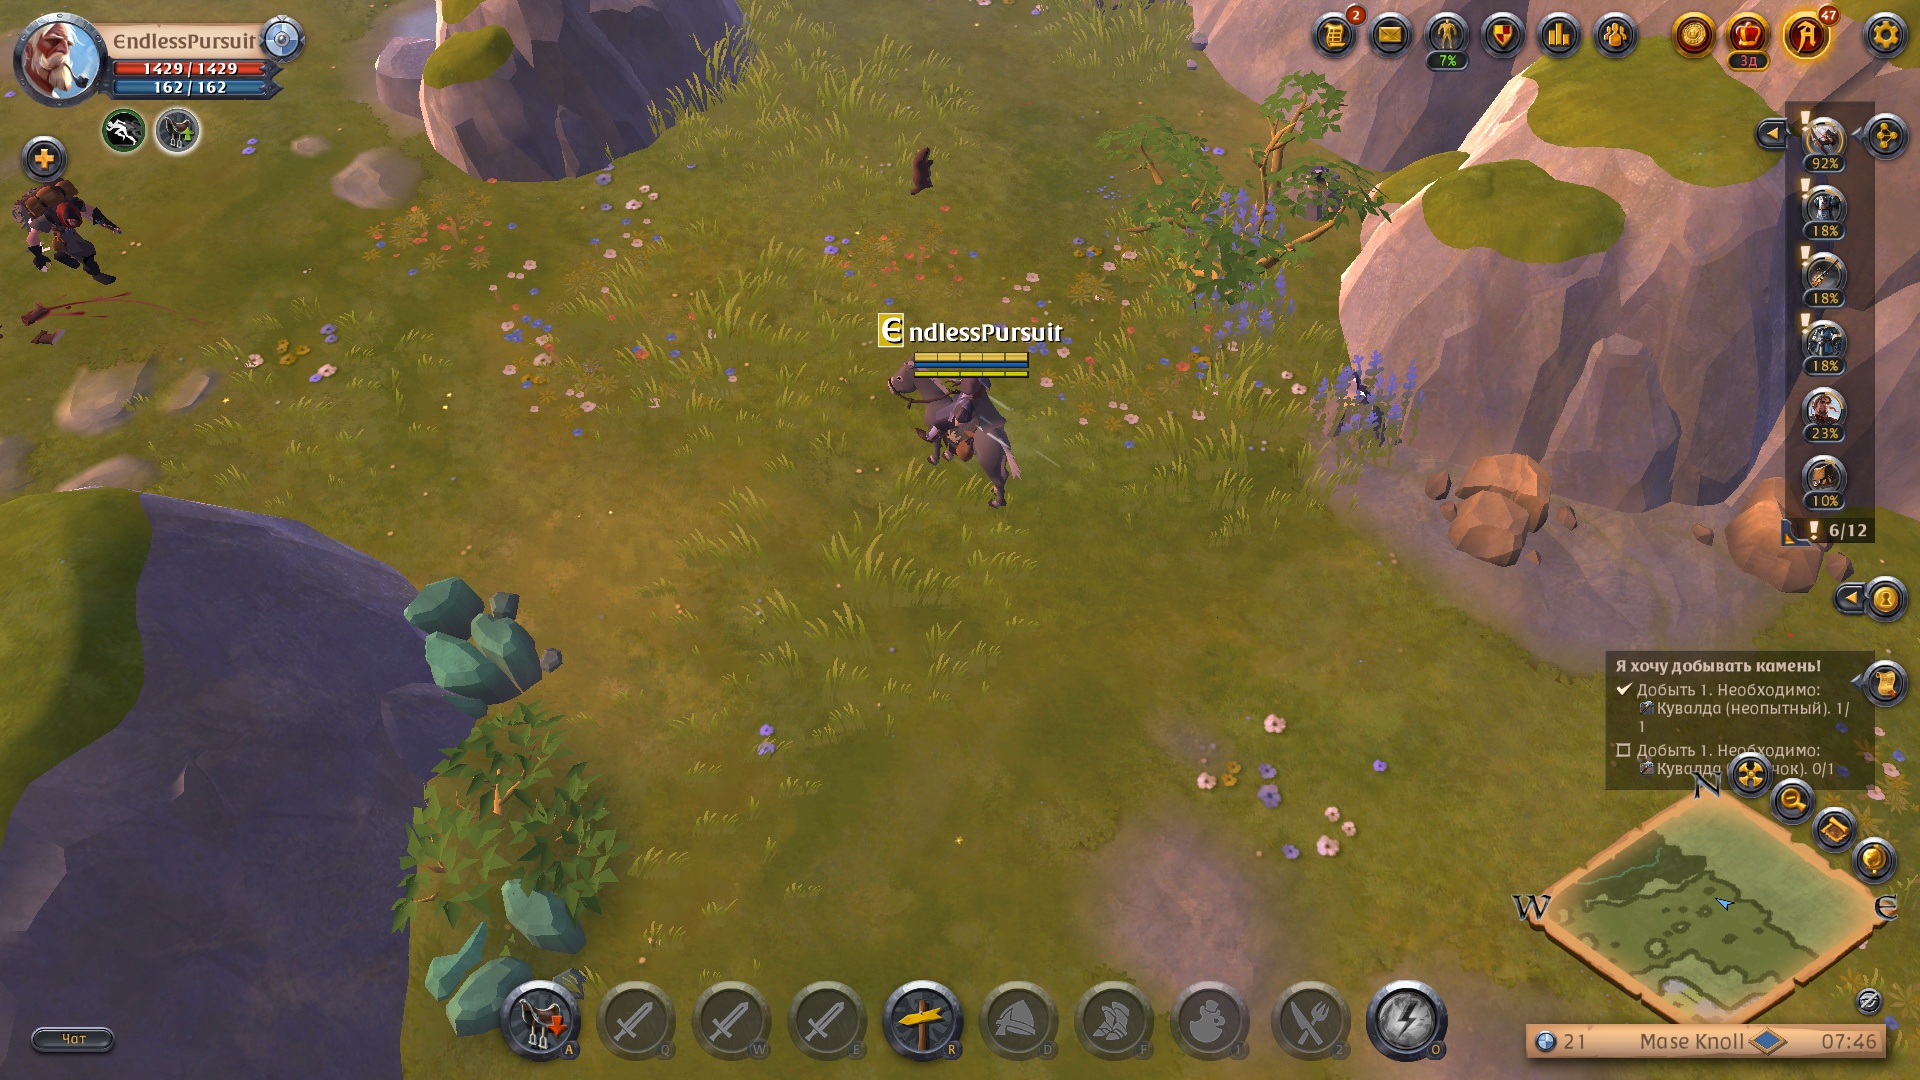 EndlessPursuit
1429 / 1429
162 / 162
2
7%
3д
47
92%
18%
18%
18%
23%
10%
6/12
EndlessPursuit
Я хочу добывать камень!
Добыть 1. Необходимо:
Кувалда (неопытный). 1/
1
Добыть 1. Необходимо:
Кувалда 0/1
N
W
E
Чат
A
Q
W
E
R
D
F
1
2
O
21
Mase Knoll
07:46